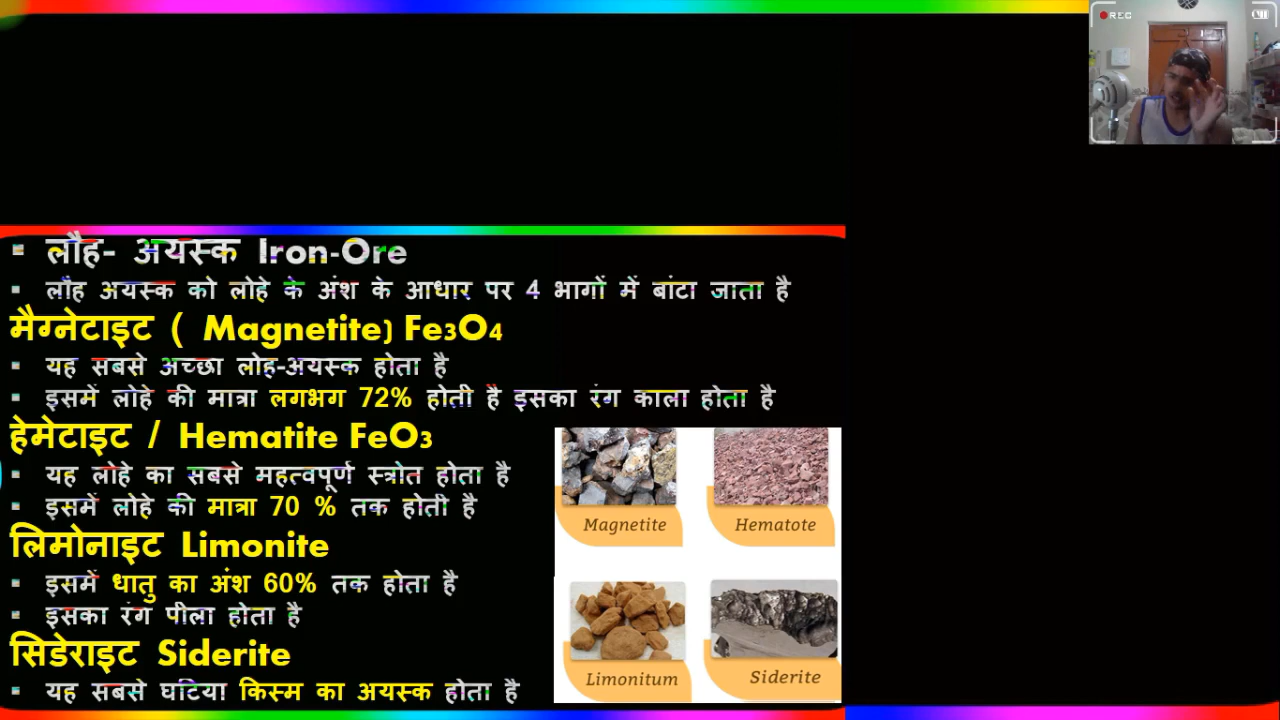 REC
लौह- अयस्क Iron-Ore
लौह अयस्क को लोहे के अंश के आधार पर 4 भागों में बांटा जाता है
मैग्नेटाइट ( Magnetite) Fe₃O₄
यह सबसे अच्छा लोह-अयस्क होता है
इसमें लोहे की मात्रा लगभग 72% होती है इसका रंग काला होता है
हेमेटाइट / Hematite FeO₃
यह लोहे का सबसे महत्वपूर्ण स्त्रोत होता है
इसमें लोहे की मात्रा 70 % तक होती है
लिमोनाइट Limonite
इसमें धातु का अंश 60% तक होता है
इसका रंग पीला होता है
सिडेराइट Siderite
यह सबसे घटिया किस्म का अयस्क होता है
Magnetite
Hematote
Limonitum
Siderite